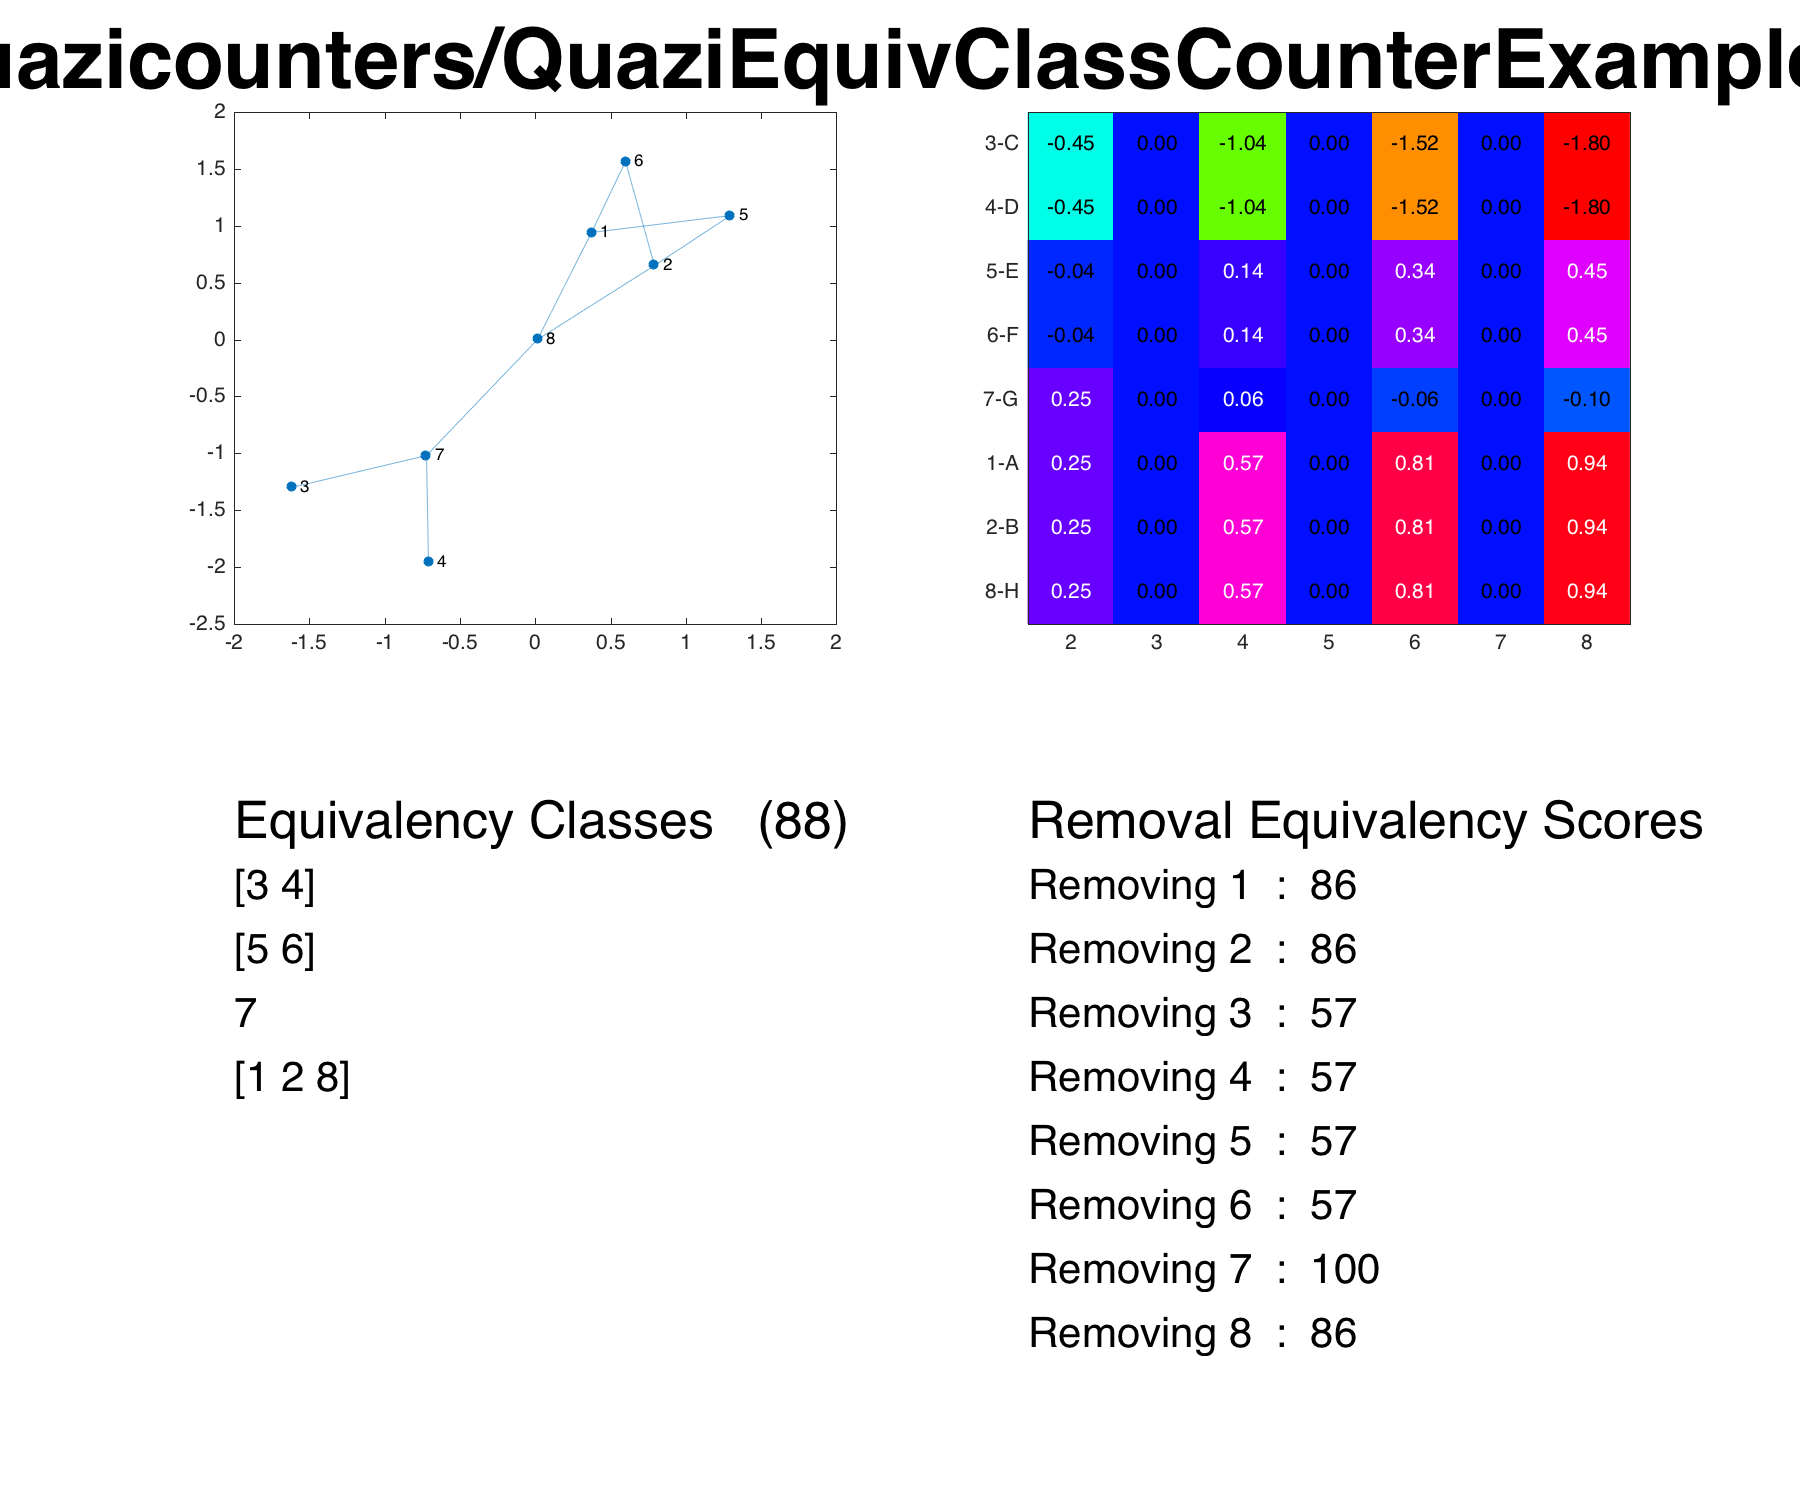 uazicounters/QuaziEquivClassCounterExample
2
1.5
1
0.5
0
-0.5
-1
-1.5
-2
-2.5
-2 -1.5 -1 -0.5 0 0.5 1 1.5 2
6
5
1
2
8
7
3
4
3-C -0.45 0.00 -1.04 0.00 -1.52 0.00 -1.80
4-D -0.45 0.00 -1.04 0.00 -1.52 0.00 -1.80
5-E -0.04 0.00 0.14 0.00 0.34 0.00 0.45
6-F -0.04 0.00 0.14 0.00 0.34 0.00 0.45
7-G 0.25 0.00 0.06 0.00 -0.06 0.00 -0.10
1-A 0.25 0.00 0.57 0.00 0.81 0.00 0.94
2-B 0.25 0.00 0.57 0.00 0.81 0.00 0.94
8-H 0.25 0.00 0.57 0.00 0.81 0.00 0.94
2 3 4 5 6 7 8
Equivalency Classes (88)
[3 4]
[5 6]
7
[1 2 8]
Removal Equivalency Scores
Removing 1 : 86
Removing 2 : 86
Removing 3 : 57
Removing 4 : 57
Removing 5 : 57
Removing 6 : 57
Removing 7 : 100
Removing 8 : 86